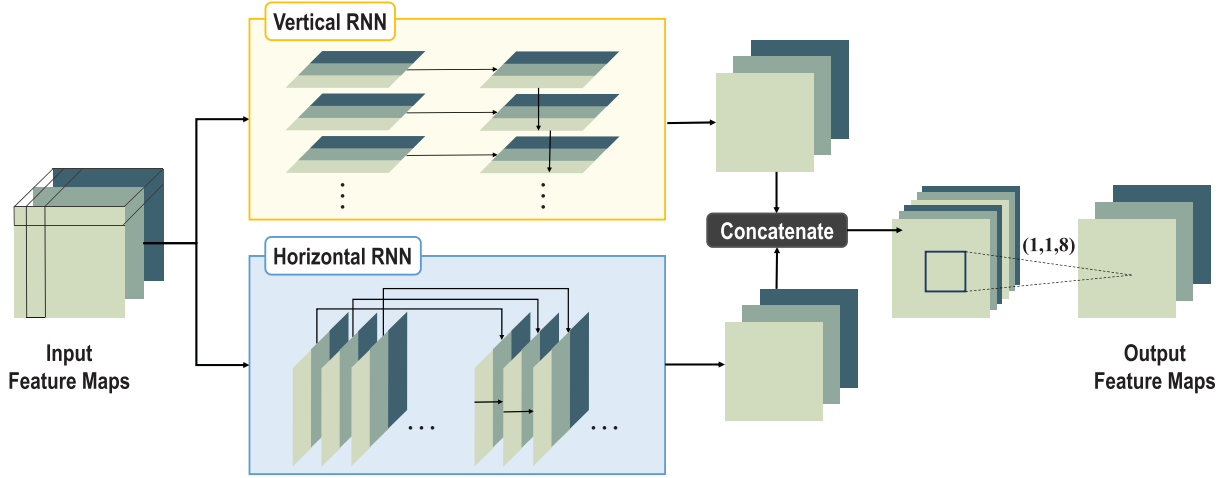 Vertical RNN
Horizontal RNN
Input
Feature Maps
Concatenate
(1,1,8)
Output
Feature Maps